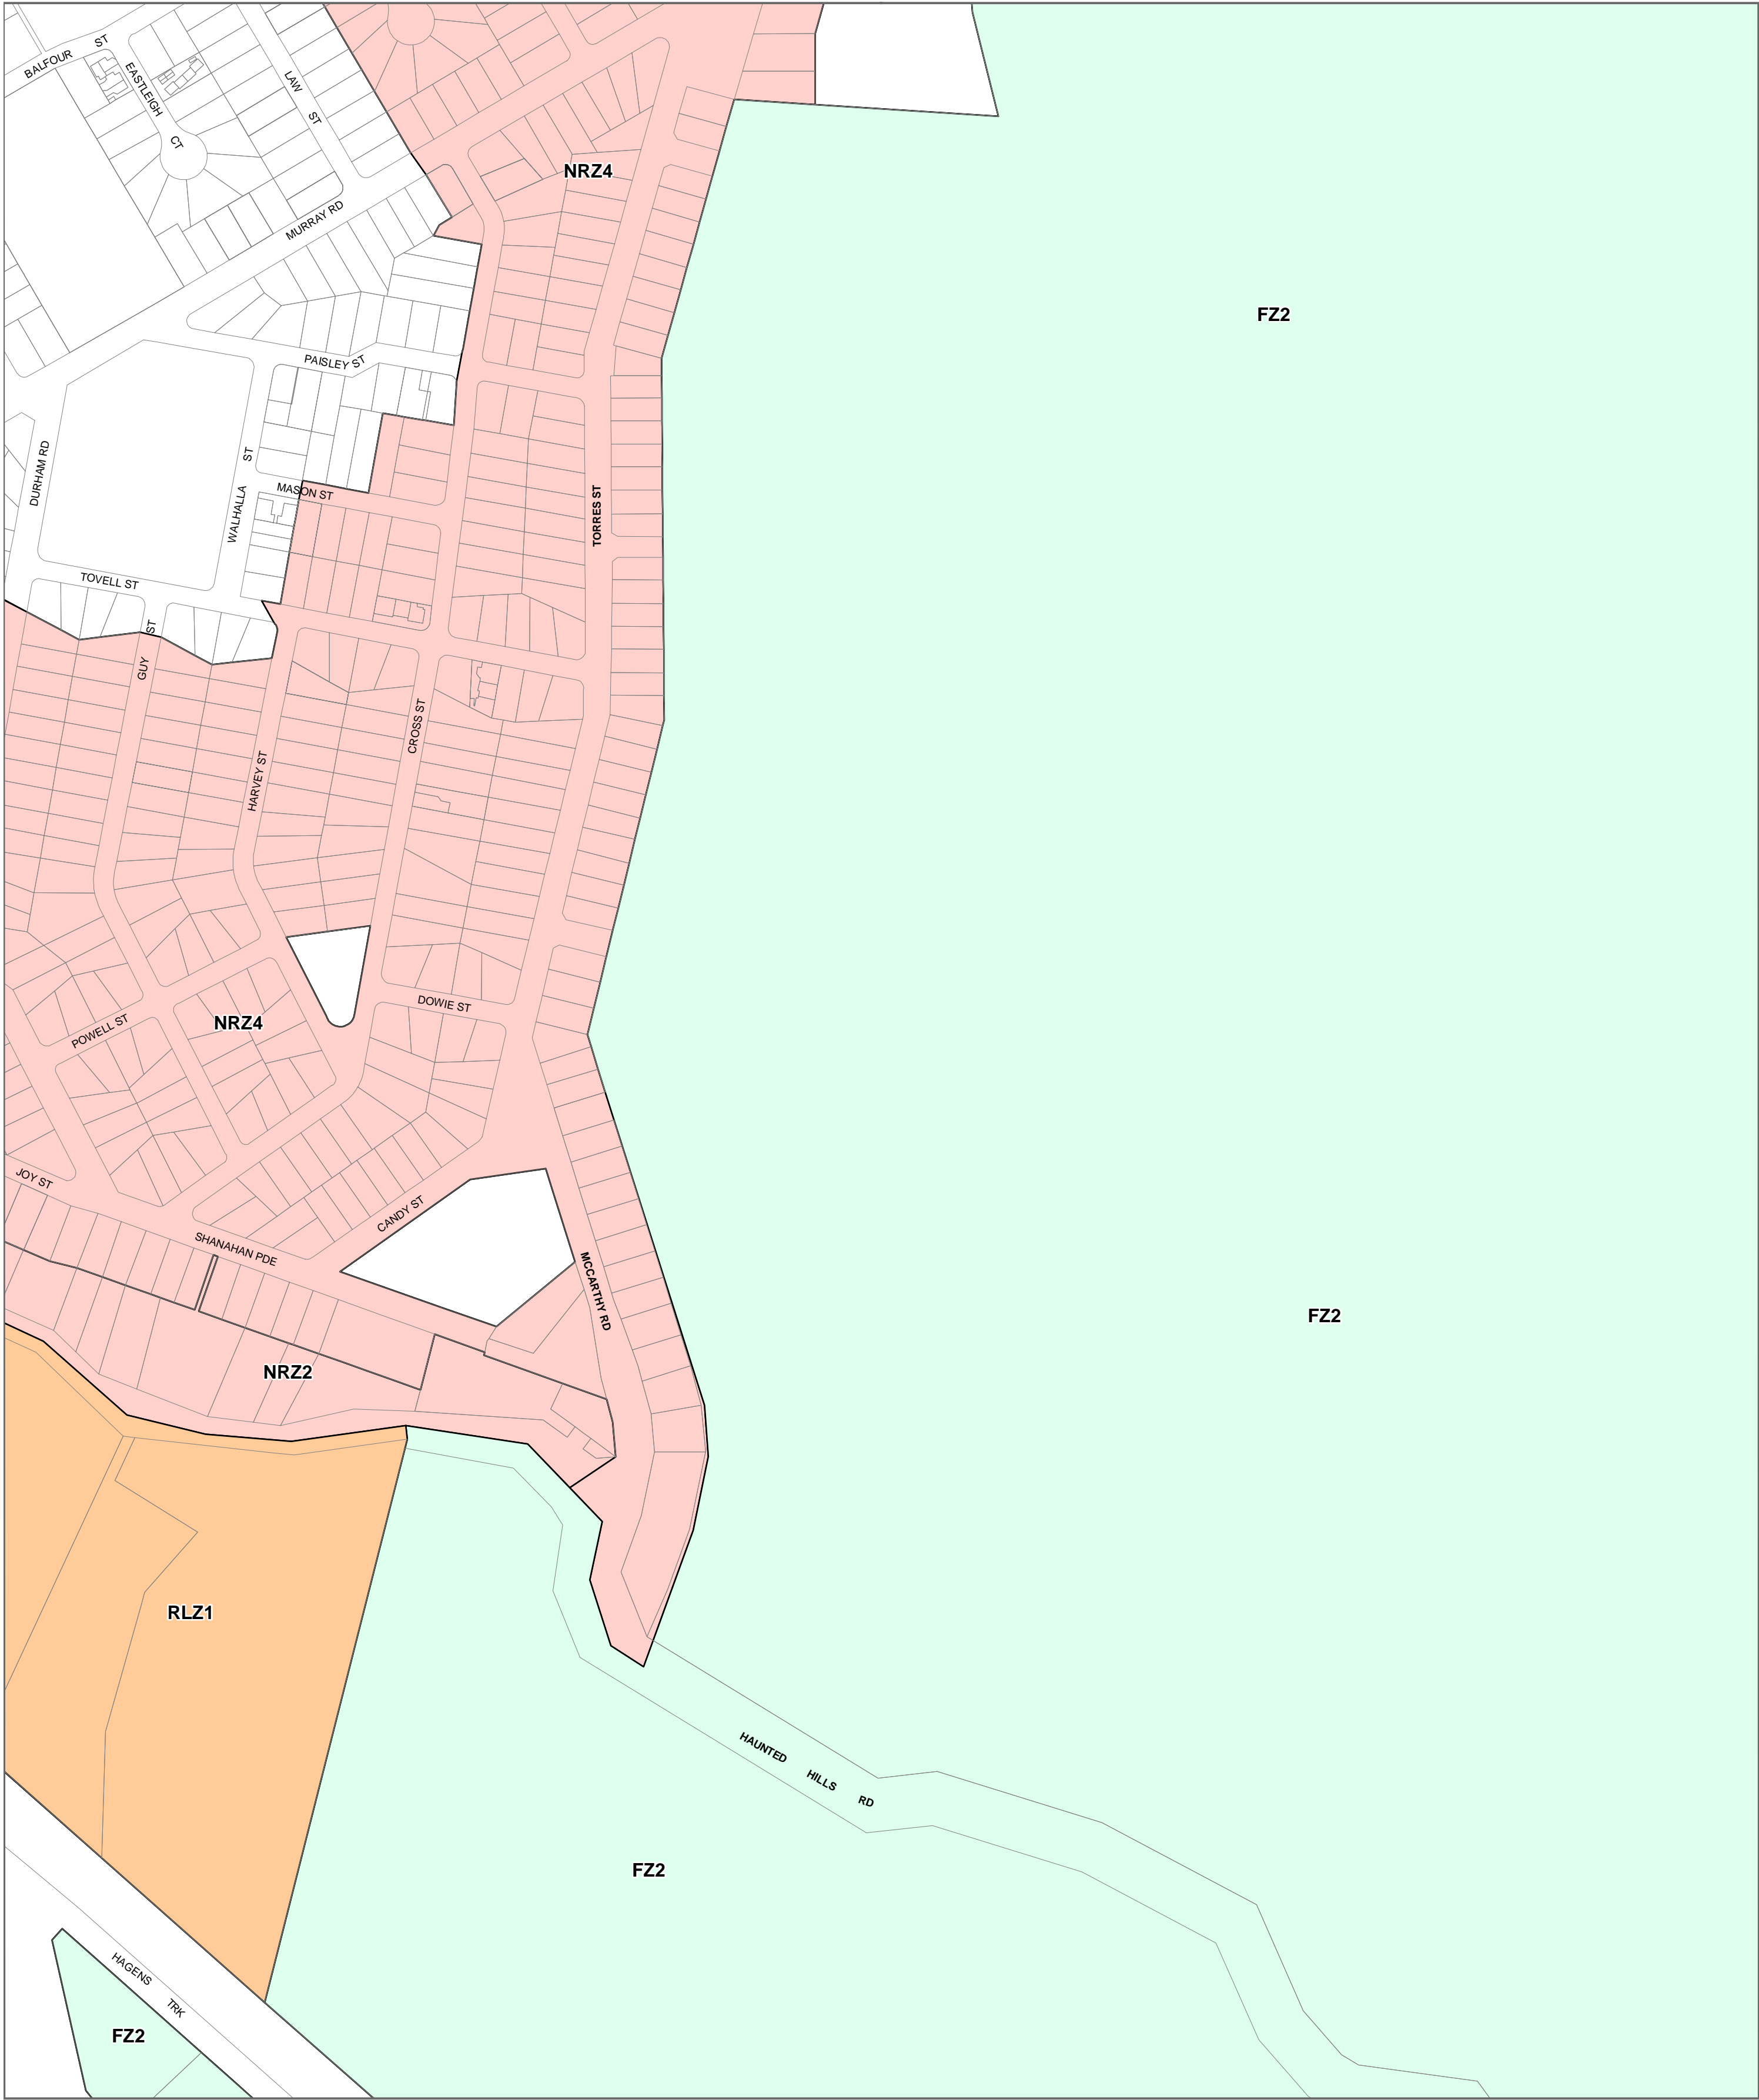 BALFOUR ST
EASTLEIGH CT
LAW ST
NRZ4
MURRAY RD
FZ2
PAISLEY ST
DURHAM RD
WALHALLA ST
MASON ST
TORRES ST
TOVELL ST
GUY ST
CROSS ST
HARVEY ST
DOWIE ST
NRZ4
POWELL ST
JOY ST
CANDY ST
SHANAHAN PDE
MCCARTHY RD
FZ2
NRZ2
RLZ1
HAUNTED HILLS RD
FZ2
HAGENS TRK
FZ2